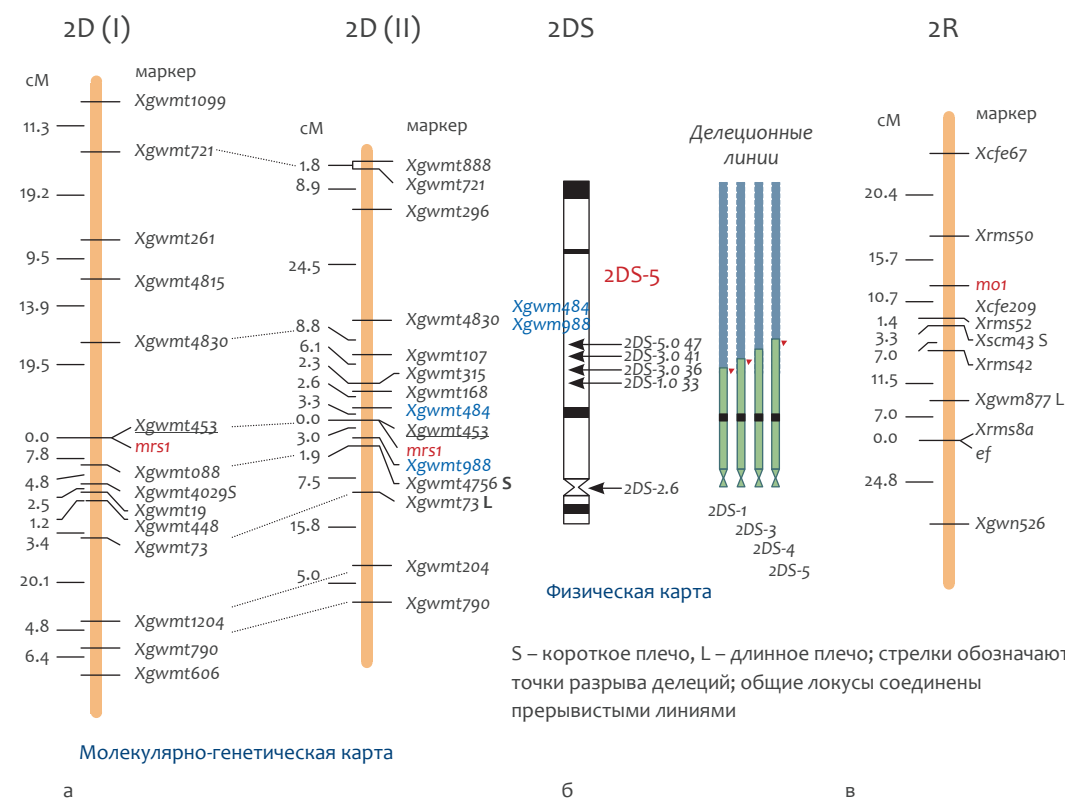 2D (I)
2D (II)
2DS
2R
сМ
маркер
Xgwmt1099
11.3
Xgwmt721
19.2
Xgwmt261
9.5
Xgwmt4815
13.9
Xgwmt4830
19.5
Xgwmt453
0.0
mrs1
7.8
Xgwmt088
4.8
Xgwmt4029S
2.5
Xgwmt19
1.2
Xgwmt448
3.4
Xgwmt73
20.1
Xgwmt1204
4.8
Xgwmt790
6.4
Xgwmt606
сМ
маркер
1.8
Xgwmt888
8.9
Xgwmt721
Xgwmt296
24.5
Xgwmt4830
8.8
6.1
Xgwmt107
2.3
Xgwmt315
2.6
Xgwmt168
3.3
Xgwmt484
0.0
Xgwmt453
3.0
mrs1
1.9
Xgwmt988
7.5
Xgwmt4756 S
Xgwmt73 L
15.8
Xgwmt204
5.0
Xgwmt790
Молекулярно-генетическая карта
Делеционные
линии
2DS-5
Xgwm484
Xgwm988
2DS-5.0 47
2DS-3.0 41
2DS-3.0 36
2DS-1.0 33
2DS-2.6
2DS-1
2DS-3
2DS-4
2DS-5
Физическая карта
сМ
маркер
Xcfe67
20.4
Xrms50
15.7
mo1
10.7
Xcfe209
1.4
Xrms52
3.3
Xscm43 S
7.0
Xrms42
11.5
Xgwm877 L
7.0
Xrms8a
0.0
ef
24.8
Xgwn526
S – короткое плечо, L – длинное плечо; стрелки обозначают
точки разрыва делеций; общие локусы соединены
прерывистыми линиями
а
б
в